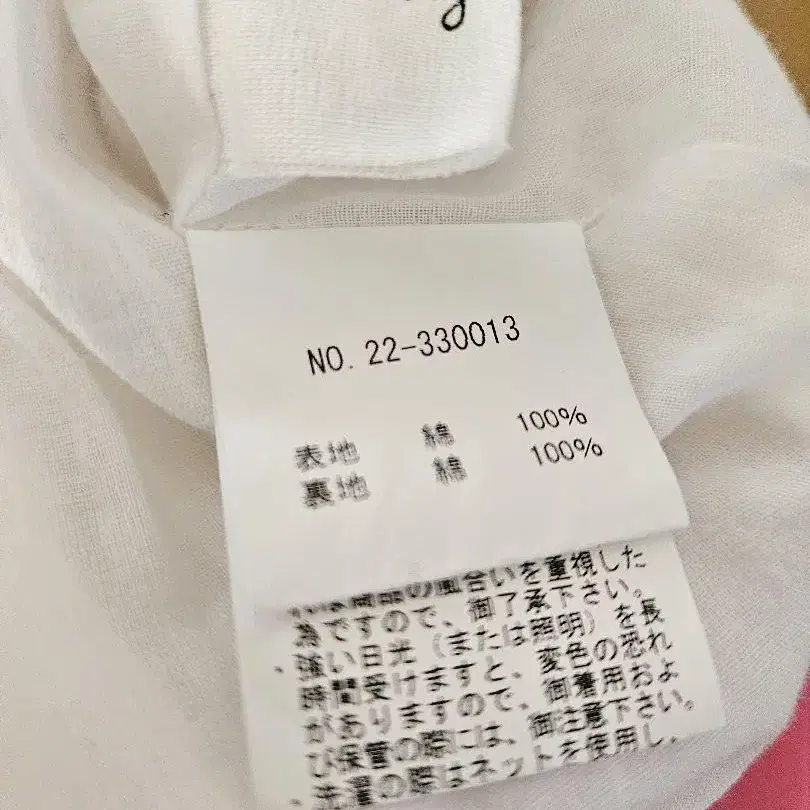 NO. 22-330013
表地 綿 100%
裏地 綿 100%
風合いを重視した
為ですので、御了承下さい。
・強い日光（または照明）を長
時間受けますと、変色の恐れ
がありますので、御着用およ
び保管の際には、御注意下さい。
・洗濯の際はネットを使用し、